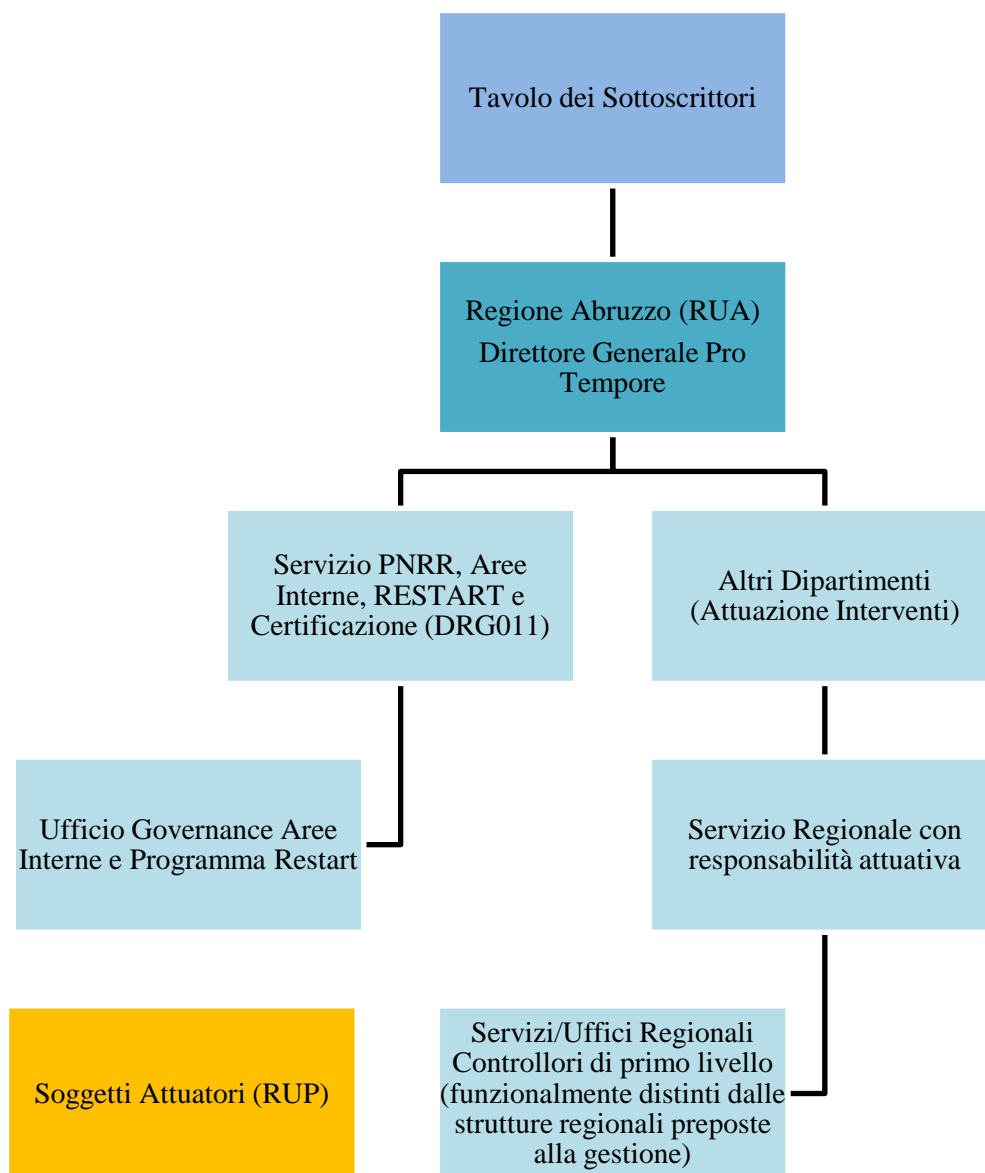 Tavolo dei Sottoscrittori
Regione Abruzzo (RUA)
Direttore Generale Pro
Tempore
Servizio PNRR, Aree
Interne, RESTART e
Certificazione (DRG011)
Altri Dipartimenti
(Attuazione Interventi)
Ufficio Governance Aree
Interne e Programma Restart
Servizio Regionale con
responsabilità attuativa
Soggetti Attuatori (RUP)
Servizi/Uffici Regionali
Controllori di primo livello
(funzionalmente distinti dalle
strutture regionali preposte
alla gestione)